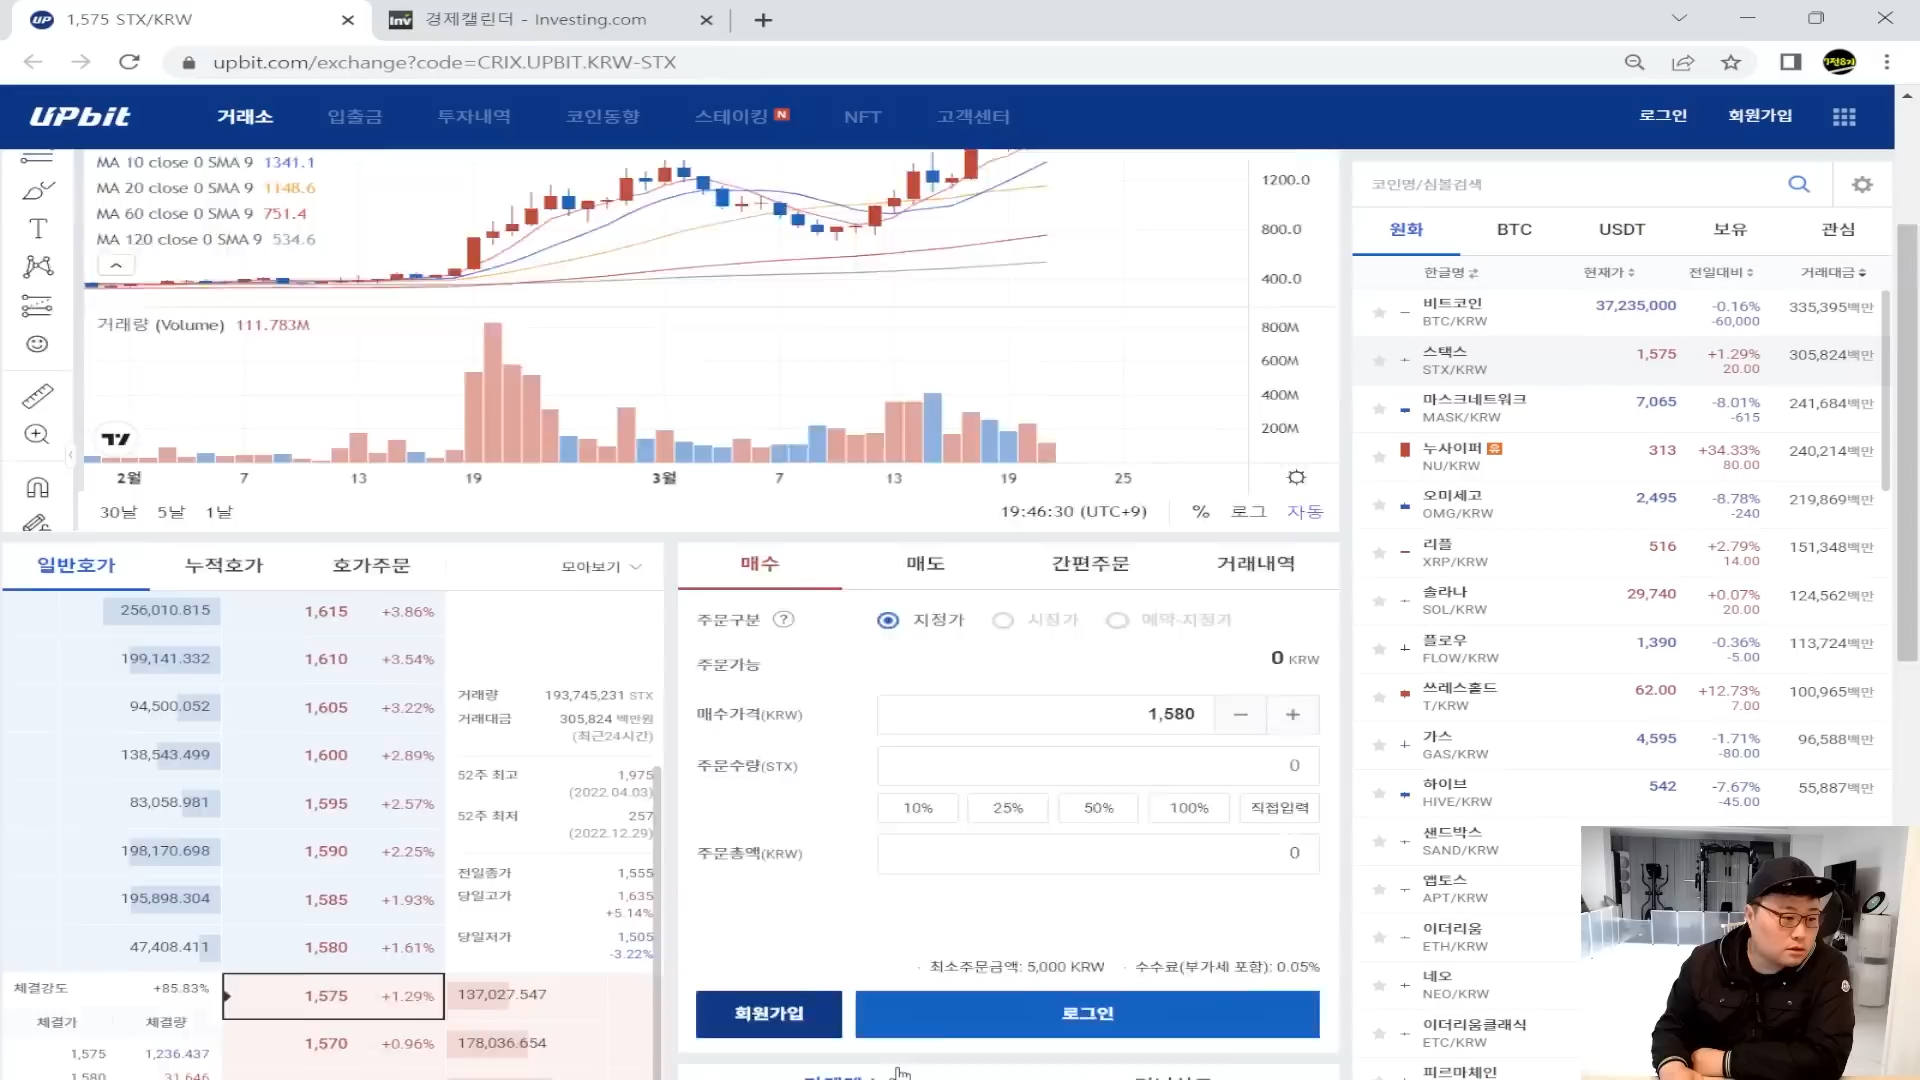 1,575 STX/KRW
경제캘린더 - Investing.com
upbit.com/exchange?code=CRIX.UPBIT.KRW-STX
UPbit 거래소 입출금 투자내역 코인동향 스테이킹 N NFT 고객센터 로그인 회원가입
MA 10 close 0 SMA 9 1341.1
MA 20 close 0 SMA 9 1148.6
MA 60 close 0 SMA 9 751.4
MA 120 close 0 SMA 9 534.6
1200.0
800.0
400.0
거래량 (Volume) 111.783M
800M
600M
400M
200M
2월 7 13 19 3월 7 13 19 25
30날 5날 1날 19:46:30 (UTC+9) % 로그 자동
일반호가 누적호가 호가주문 모아보기
256,010.815 1,615 +3.86%
199,141.332 1,610 +3.54%
94,500.052 1,605 +3.22%
138,543.499 1,600 +2.89%
83,058.981 1,595 +2.57%
198,170.698 1,590 +2.25%
195,898.304 1,585 +1.93%
47,408.411 1,580 +1.61%
1,575 +1.29% 137,027.547
1,570 +0.96% 178,036.654
체결강도 +85.83%
체결가 체결량
1,575 1,236.437
1,580 31.646
거래량 193,745,231 STX
거래대금 305,824 백만원
(최근24시간)
52주 최고 1,975
(2022.04.03)
52주 최저 257
(2022.12.29)
전일종가 1,555
당일고가 1,635
+5.14%
당일저가 1,505
-3.22%
매수 매도 간편주문 거래내역
주문구분 ? 지정가 시장가 예약-지정가
주문가능 0 KRW
매수가격(KRW) 1,580 − +
주문수량(STX) 0
10% 25% 50% 100% 직접입력
주문총액(KRW) 0
· 최소주문금액: 5,000 KRW · 수수료(부가세 포함): 0.05%
회원가입 로그인
코인명/심볼검색
원화 BTC USDT 보유 관심
한글명 현재가 전일대비 거래대금
비트코인 37,235,000 -0.16% 335,395백만
BTC/KRW -60,000
스택스 1,575 +1.29% 305,824백만
STX/KRW 20.00
마스크네트워크 7,065 -8.01% 241,684백만
MASK/KRW -615
누사이퍼 유 313 +34.33% 240,214백만
NU/KRW 80.00
오미세고 2,495 -8.78% 219,869백만
OMG/KRW -240
리플 516 +2.79% 151,348백만
XRP/KRW 14.00
솔라나 29,740 +0.07% 124,562백만
SOL/KRW 20.00
플로우 1,390 -0.36% 113,724백만
FLOW/KRW -5.00
쓰레스홀드 62.00 +12.73% 100,965백만
T/KRW 7.00
가스 4,595 -1.71% 96,588백만
GAS/KRW -80.00
하이브 542 -7.67% 55,887백만
HIVE/KRW -45.00
샌드박스
SAND/KRW
앱토스
APT/KRW
이더리움
ETH/KRW
네오
NEO/KRW
이더리움클래식
ETC/KRW
피르마체인